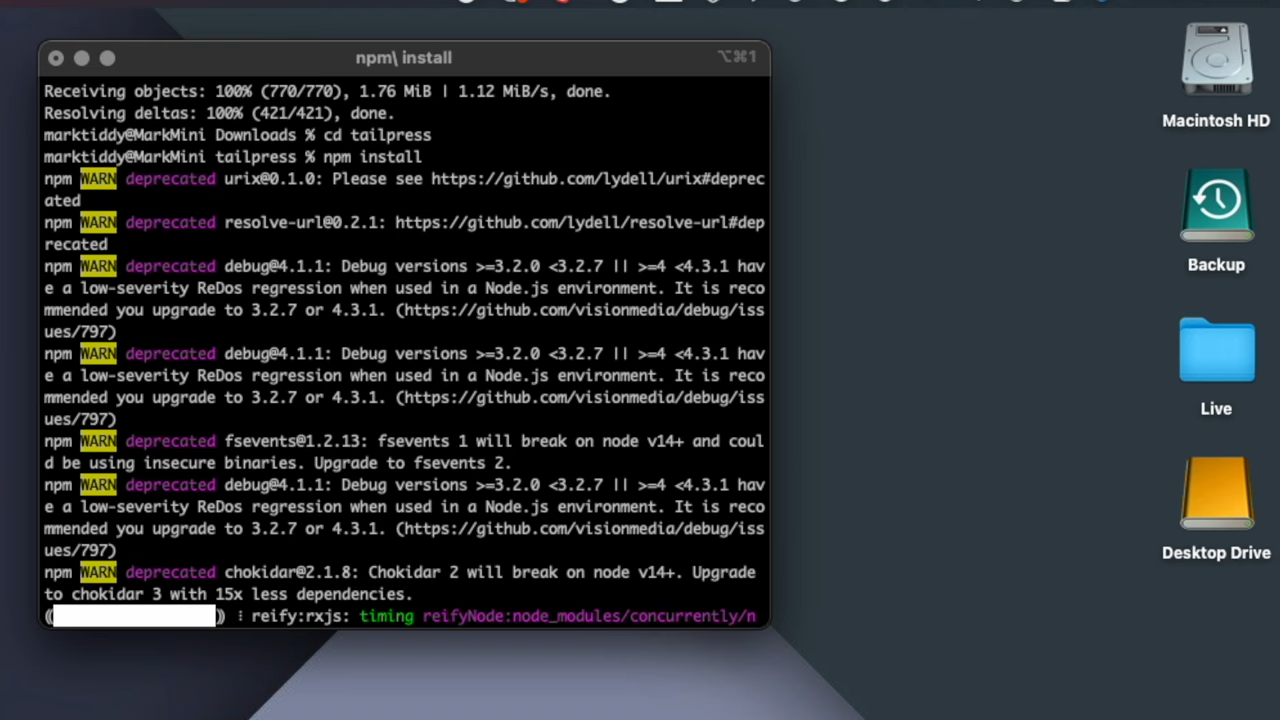 npm\ install
⌥⌘1
Receiving objects: 100% (770/770), 1.76 MiB | 1.12 MiB/s, done.
Resolving deltas: 100% (421/421), done.
marktiddy@MarkMini Downloads % cd tailpress
marktiddy@MarkMini tailpress % npm install
npm WARN deprecated urix@0.1.0: Please see https://github.com/lydell/urix#deprec
ated
npm WARN deprecated resolve-url@0.2.1: https://github.com/lydell/resolve-url#dep
recated
npm WARN deprecated debug@4.1.1: Debug versions >=3.2.0 <3.2.7 || >=4 <4.3.1 hav
e a low-severity ReDos regression when used in a Node.js environment. It is reco
mmended you upgrade to 3.2.7 or 4.3.1. (https://github.com/visionmedia/debug/iss
ues/797)
npm WARN deprecated debug@4.1.1: Debug versions >=3.2.0 <3.2.7 || >=4 <4.3.1 hav
e a low-severity ReDos regression when used in a Node.js environment. It is reco
mmended you upgrade to 3.2.7 or 4.3.1. (https://github.com/visionmedia/debug/iss
ues/797)
npm WARN deprecated fsevents@1.2.13: fsevents 1 will break on node v14+ and coul
d be using insecure binaries. Upgrade to fsevents 2.
npm WARN deprecated debug@4.1.1: Debug versions >=3.2.0 <3.2.7 || >=4 <4.3.1 hav
e a low-severity ReDos regression when used in a Node.js environment. It is reco
mmended you upgrade to 3.2.7 or 4.3.1. (https://github.com/visionmedia/debug/iss
ues/797)
npm WARN deprecated chokidar@2.1.8: Chokidar 2 will break on node v14+. Upgrade
to chokidar 3 with 15x less dependencies.
( ) ⸽ reify:rxjs: timing reifyNode:node_modules/concurrently/n
Macintosh HD
Backup
Live
Desktop Drive